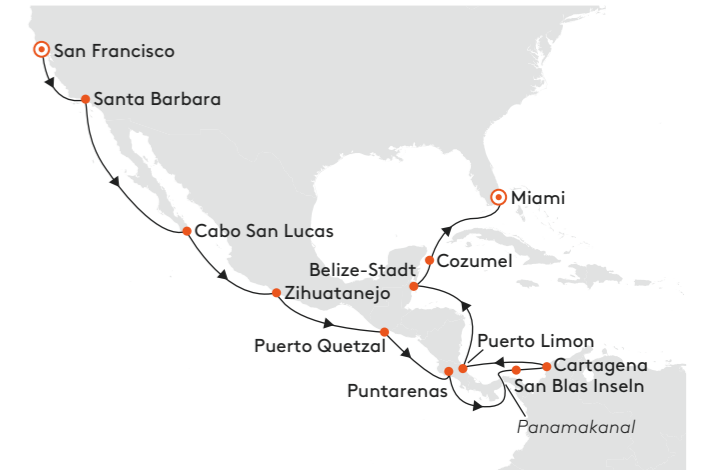 San Francisco
Santa Barbara
Miami
Cabo San Lucas
Cozumel
Belize-Stadt
Zihuatanejo
Puerto Quetzal
Puerto Limon
Cartagena
San Blas Inseln
Puntarenas
Panamakanal